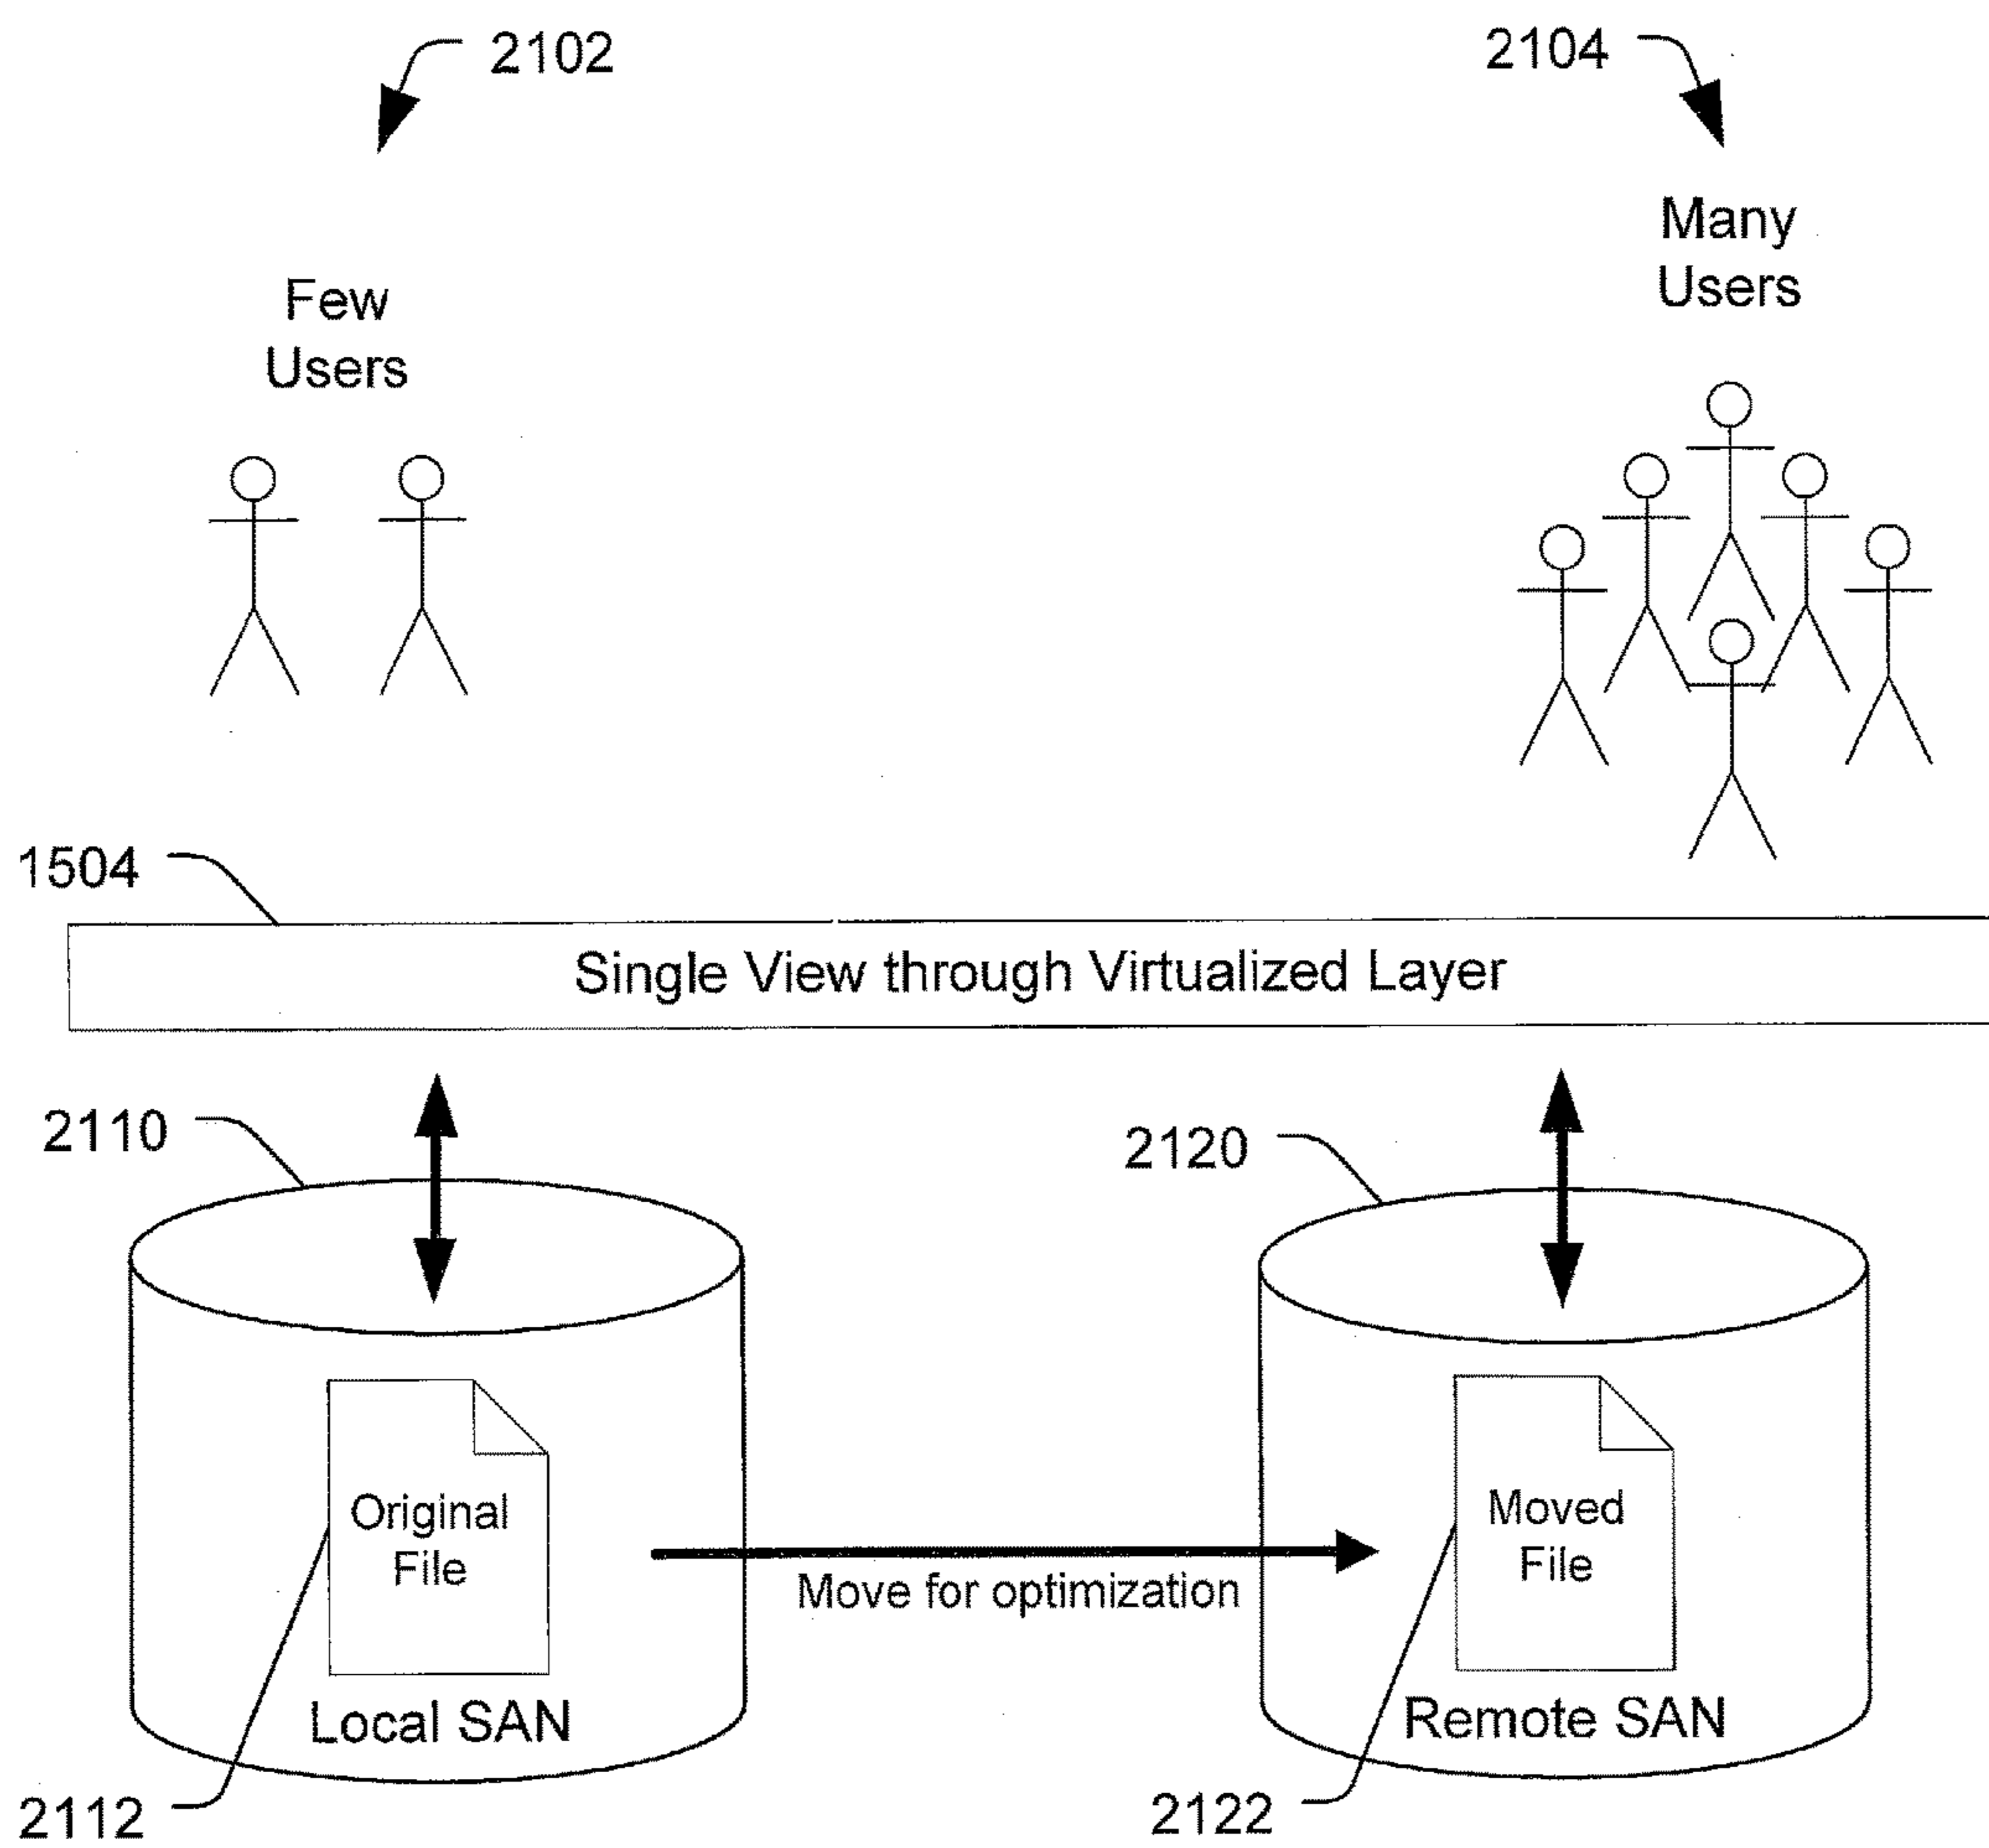 2102
2104
Few
Users
Many
Users
1504
Single View through Virtualized Layer
2110
2120
Original
File
Moved
File
Move for optimization
Local SAN
Remote SAN
2112
2122